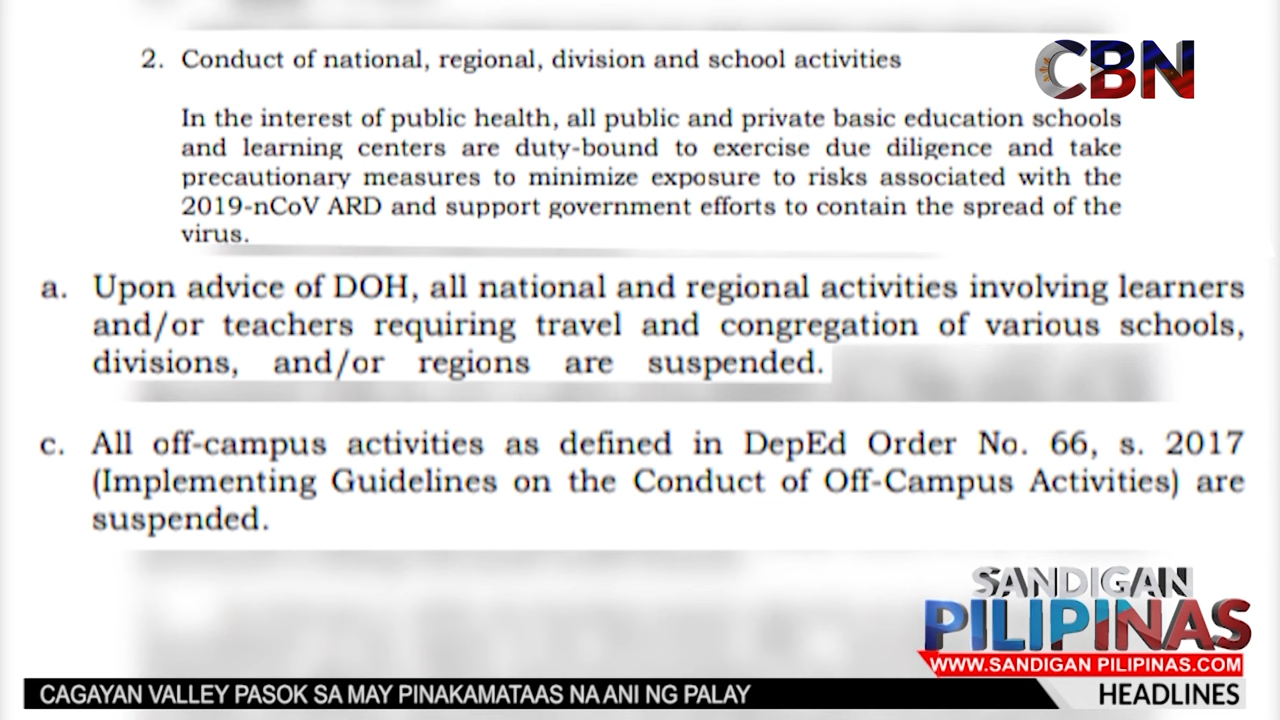 CBN
2. Conduct of national, regional, division and school activities
In the interest of public health, all public and private basic education schools
and learning centers are duty-bound to exercise due diligence and take
precautionary measures to minimize exposure to risks associated with the
2019-nCoV ARD and support government efforts to contain the spread of the
virus.
a. Upon advice of DOH, all national and regional activities involving learners
and/or teachers requiring travel and congregation of various schools,
divisions, and/or regions are suspended.
c. All off-campus activities as defined in DepEd Order No. 66, s. 2017
(Implementing Guidelines on the Conduct of Off-Campus Activities) are
suspended.
SANDIGAN
PILIPINAS
WWW.SANDIGAN PILIPINAS.COM
CAGAYAN VALLEY PASOK SA MAY PINAKAMATAAS NA ANI NG PALAY
HEADLINES